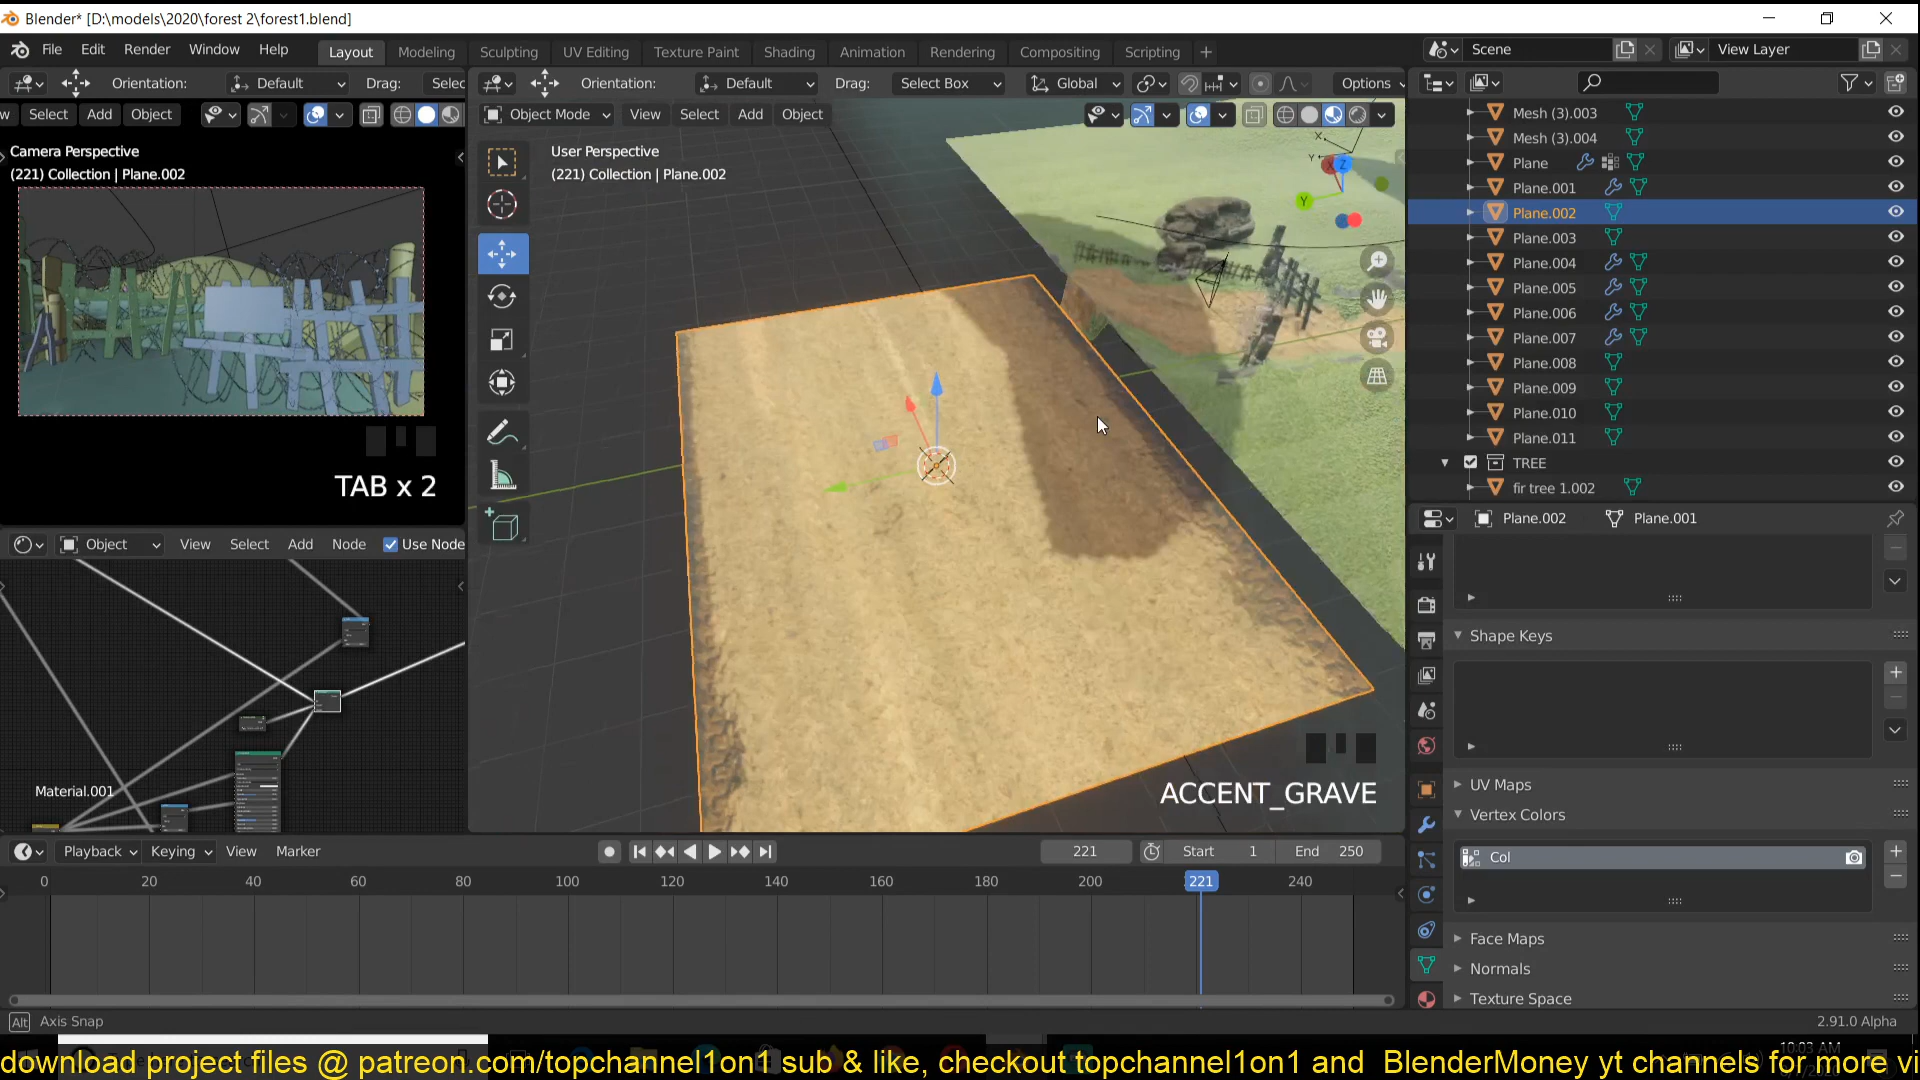 Blender* [D:\models\2020\forest 2\forest1.blend]
File Edit Render Window Help Layout Modeling Sculpting UV Editing Texture Paint Shading Animation Rendering Compositing Scripting + Scene View Layer
Orientation: Default Drag: Selec Orientation: Default Drag: Select Box Global Options
w Select Add Object Object Mode View Select Add Object
Camera Perspective
(221) Collection | Plane.002
TAB x 2
User Perspective
(221) Collection | Plane.002
X
Y
Z
Y
ACCENT_GRAVE
Mesh (3).003
Mesh (3).004
Plane
Plane.001
Plane.002
Plane.003
Plane.004
Plane.005
Plane.006
Plane.007
Plane.008
Plane.009
Plane.010
Plane.011
TREE
fir tree 1.002
Plane.002 Plane.001
Shape Keys
UV Maps
Vertex Colors
Col
Face Maps
Normals
Texture Space
Object View Select Add Node Use Node
Material.001
Playback Keying View Marker 221 Start 1 End 250
0 20 40 60 80 100 120 140 160 180 200 221 240
Alt Axis Snap 2.91.0 Alpha
10:03 AM
download project files @ patreon.com/topchannel1on1 sub & like, checkout topchannel1on1 and BlenderMoney yt channels for more vi